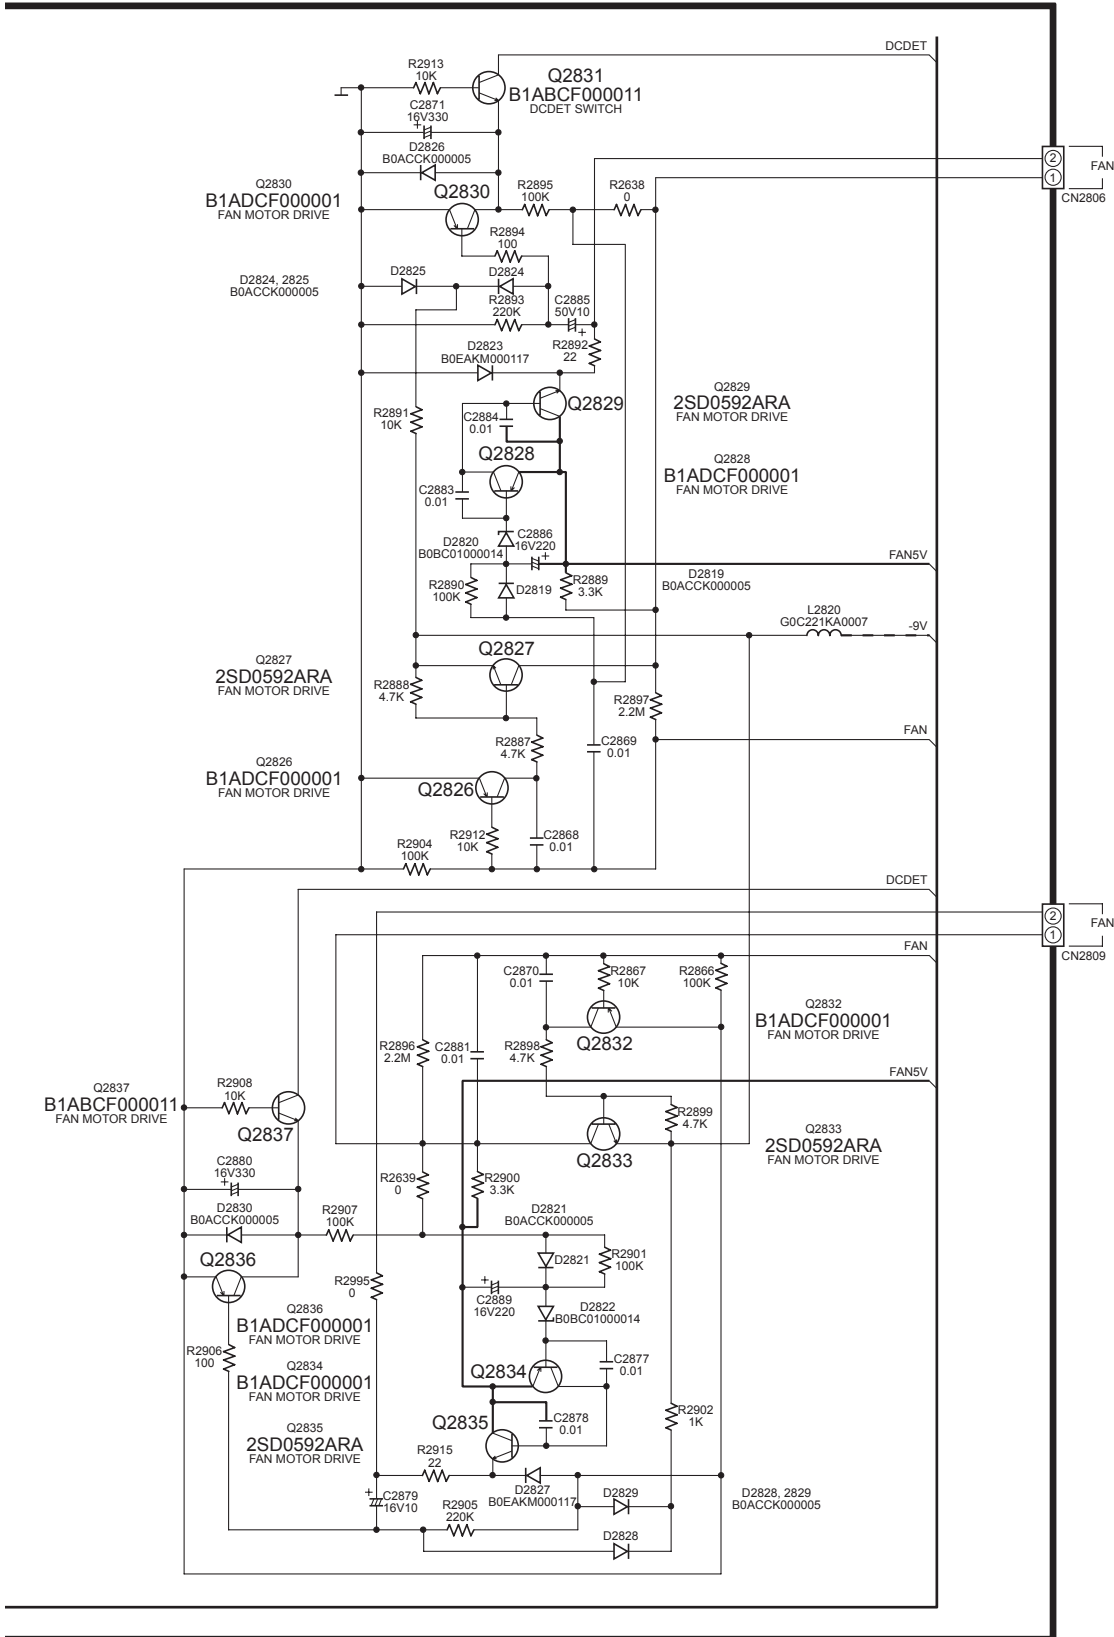 DCDET
R2913
10K
Q2831
B1ABCF000011
DCDET SWITCH
C2871
16V330
+
D2826
B0ACCK000005
2
FAN
1
CN2806
Q2830
B1ADCF000001
FAN MOTOR DRIVE
Q2830
R2895
100K
R2638
0
R2894
100
D2824, 2825
B0ACCK000005
D2825
D2824
R2893
220K
C2885
50V10
+
D2823
B0EAKM000117
R2892
22
Q2829
2SD0592ARA
FAN MOTOR DRIVE
Q2829
R2891
10K
C2884
0.01
Q2828
Q2828
B1ADCF000001
FAN MOTOR DRIVE
C2883
0.01
D2820
B0BC01000014
C2886
16V220
+
FAN5V
R2890
100K
D2819
R2889
3.3K
D2819
B0ACCK000005
L2820
G0C221KA0007
-9V
Q2827
2SD0592ARA
FAN MOTOR DRIVE
Q2827
R2888
4.7K
R2897
2.2M
FAN
R2887
4.7K
C2869
0.01
Q2826
B1ADCF000001
FAN MOTOR DRIVE
Q2826
R2904
100K
R2912
10K
C2868
0.01
DCDET
2
FAN
1
CN2809
FAN
C2870
0.01
R2867
10K
R2866
100K
Q2832
B1ADCF000001
FAN MOTOR DRIVE
Q2832
R2896
2.2M
C2881
0.01
R2898
4.7K
FAN5V
Q2837
B1ABCF000011
FAN MOTOR DRIVE
R2908
10K
Q2837
R2899
4.7K
Q2833
Q2833
2SD0592ARA
FAN MOTOR DRIVE
C2880
16V330
+
R2639
0
R2900
3.3K
D2830
B0ACCK000005
R2907
100K
D2821
B0ACCK000005
D2821
R2901
100K
Q2836
R2995
0
+
C2889
16V220
D2822
B0BC01000014
Q2836
B1ADCF000001
FAN MOTOR DRIVE
R2906
100
Q2834
B1ADCF000001
FAN MOTOR DRIVE
Q2834
C2877
0.01
Q2835
2SD0592ARA
FAN MOTOR DRIVE
Q2835
C2878
0.01
R2902
1K
R2915
22
+
C2879
16V10
D2827
B0EAKM000117
D2829
D2828, 2829
B0ACCK000005
R2905
220K
D2828